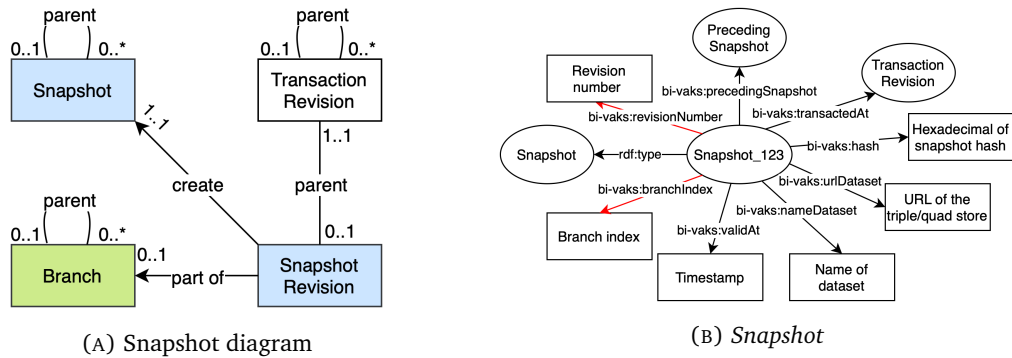 parent
0..1
0..*
Snapshot
parent
0..1
0..*
Transaction
Revision
1..1
1..1
create
parent
parent
0..1
0..*
0..1
0..1
Branch
part of
Snapshot
Revision
(A) Snapshot diagram
Preceding
Snapshot
Revision
number
Transaction
Revision
bi-vaks:precedingSnapshot
bi-vaks:transactedAt
bi-vaks:revisionNumber
Hexadecimal of
snapshot hash
bi-vaks:hash
Snapshot
rdf:type
Snapshot_123
bi-vaks:urlDataset
bi-vaks:branchIndex
URL of the
triple/quad store
bi-vaks:nameDataset
Branch index
bi-vaks:validAt
Timestamp
Name of
dataset
(B) Snapshot